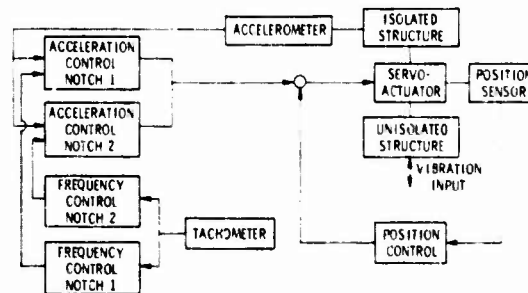 ACCELEROMETER
ISOLATED
STRUCTURE
ACCELERATION
CONTROL
NOTCH 1
SERVO-
ACTUATOR
POSITION
SENSOR
ACCELERATION
CONTROL
NOTCH 2
UNISOLATED
STRUCTURE
VIBRATION
INPUT
FREQUENCY
CONTROL
NOTCH 2
TACHOMETER
POSITION
CONTROL
FREQUENCY
CONTROL
NOTCH 1